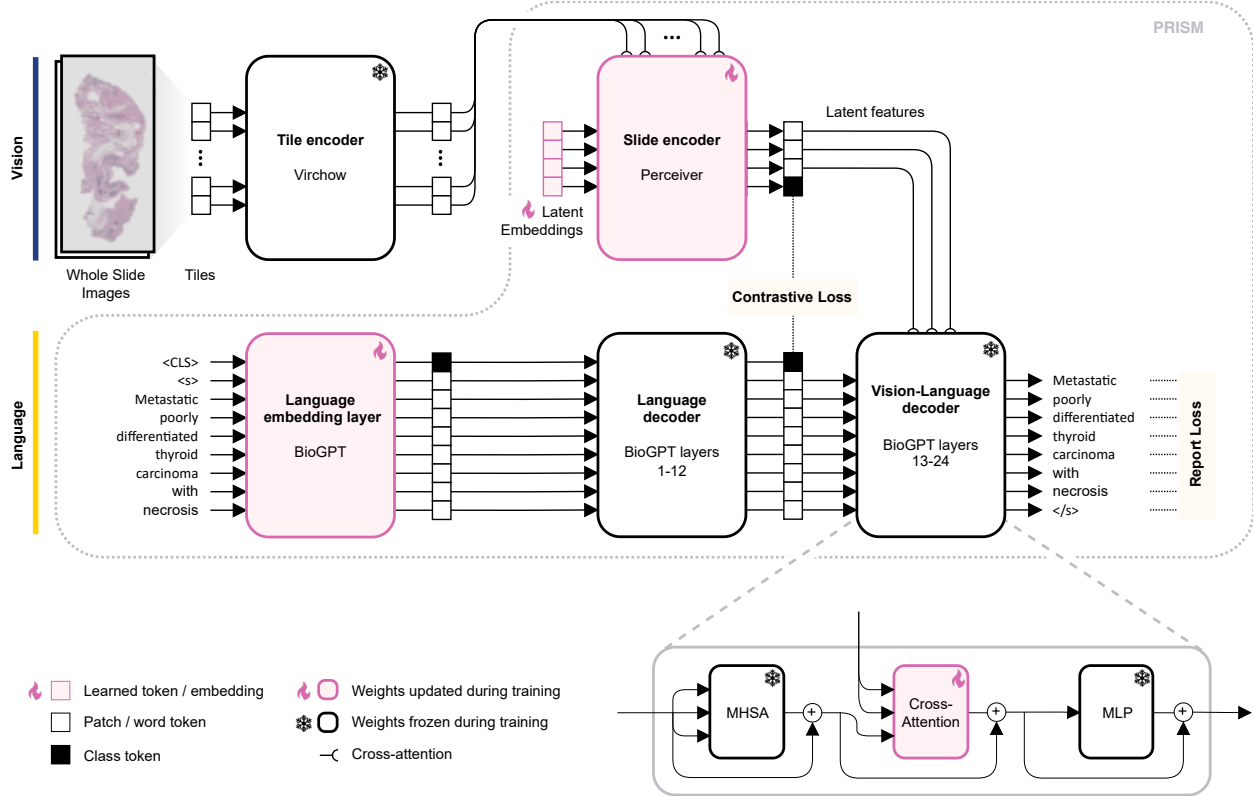 PRISM
Vision
Whole Slide
Images
Tiles
...
Tile encoder
Virchow
...
...
Latent
Embeddings
Slide encoder
Perceiver
Latent features
Contrastive Loss
Language
<CLS>
<s>
Metastatic
poorly
differentiated
thyroid
carcinoma
with
necrosis
Language
embedding layer
BioGPT
Language
decoder
BioGPT layers
1-12
Vision-Language
decoder
BioGPT layers
13-24
Metastatic
poorly
differentiated
thyroid
carcinoma
with
necrosis
</s>
Report Loss
MHSA
+
Cross-
Attention
+
MLP
+
Learned token / embedding
Patch / word token
Class token
Weights updated during training
Weights frozen during training
Cross-attention